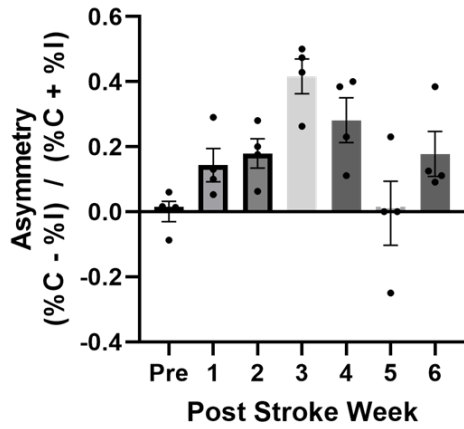 Asymmetry
(%C - %I) / (%C + %I)
0.6
0.4
0.2
0.0
-0.2
-0.4
Pre 1 2 3 4 5 6
Post Stroke Week